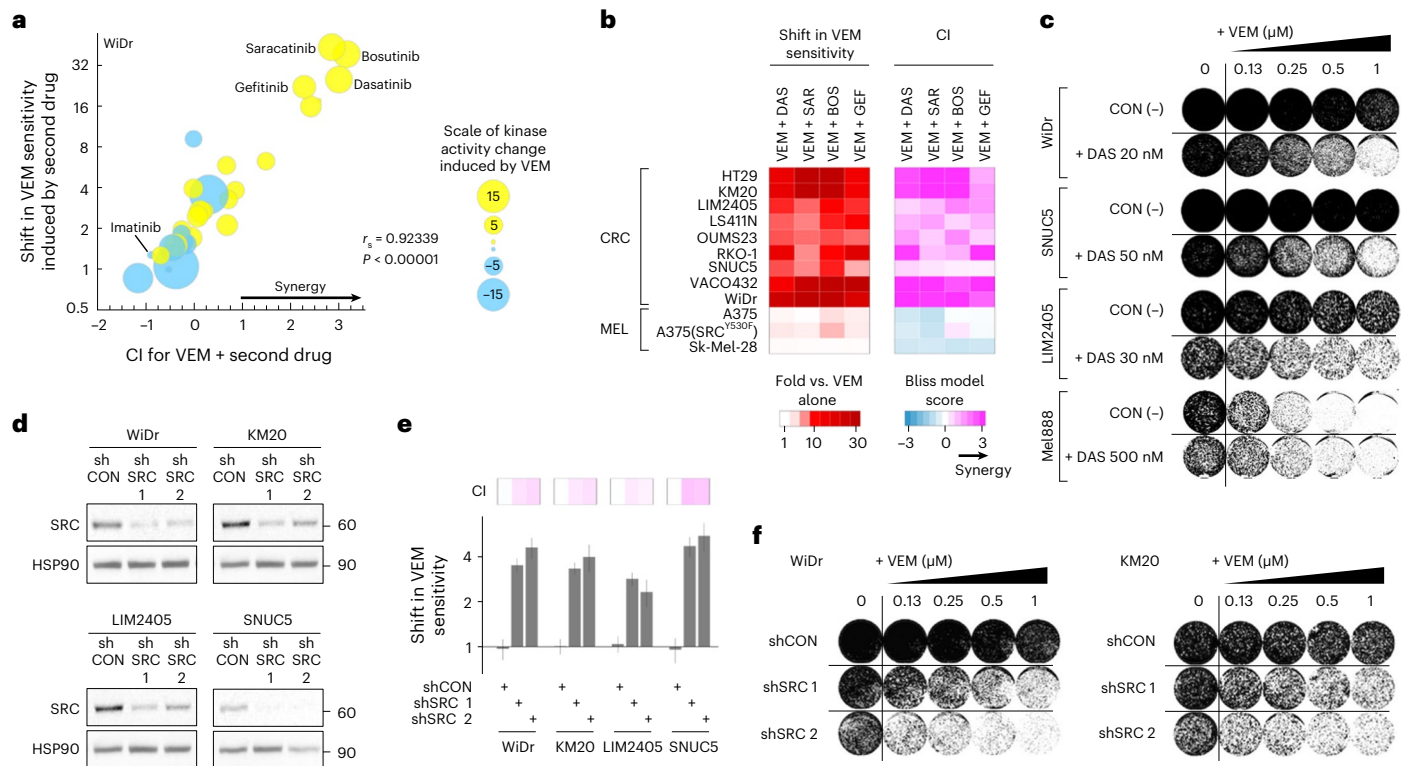 a
WiDr
Shift in VEM sensitivity
induced by second drug
32
16
8
4
2
1
0.5
Saracatinib
Bosutinib
Gefitinib
Dasatinib
Imatinib
r_s = 0.92339
P < 0.00001
Synergy
−2
−1
0
1
2
3
CI for VEM + second drug
Scale of kinase
activity change
induced by VEM
15
5
−5
−15
b
Shift in VEM
sensitivity
CI
VEM + DAS
VEM + SAR
VEM + BOS
VEM + GEF
VEM + DAS
VEM + SAR
VEM + BOS
VEM + GEF
CRC
HT29
KM20
LIM2405
LS411N
OUMS23
RKO-1
SNUC5
VACO432
WiDr
MEL
A375
A375(SRC^Y530F)
Sk-Mel-28
Fold vs. VEM
alone
1 10 30
Bliss model
score
−3 0 3
Synergy
c
+ VEM (μM)
0 0.13 0.25 0.5 1
WiDr
CON (−)
+ DAS 20 nM
SNUC5
CON (−)
+ DAS 50 nM
LIM2405
CON (−)
+ DAS 30 nM
Mel888
CON (−)
+ DAS 500 nM
d
WiDr
sh sh sh
CON SRC SRC
1 2
SRC
60
HSP90
90
KM20
sh sh sh
CON SRC SRC
1 2
LIM2405
sh sh sh
CON SRC SRC
1 2
SRC
60
HSP90
90
SNUC5
sh sh sh
CON SRC SRC
1 2
e
CI
Shift in VEM
sensitivity
4
2
1
shCON + + + +
shSRC 1 + + + +
shSRC 2 + + + +
WiDr KM20 LIM2405 SNUC5
f
WiDr
+ VEM (μM)
0 0.13 0.25 0.5 1
shCON
shSRC 1
shSRC 2
KM20
+ VEM (μM)
0 0.13 0.25 0.5 1
shCON
shSRC 1
shSRC 2